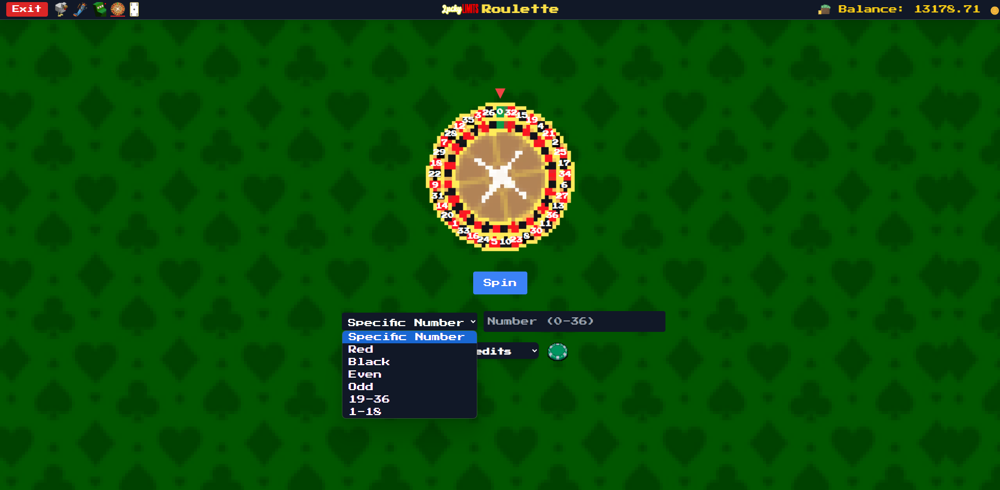 Exit
Lucky LIMITS Roulette
Balance: 13178.71
0 32 15 19 4 21 2 25 17 34 6 27 13 36 11 30 8 23 10 5 24 16 33 1 20 14 31 9 22 18 29 7 28 12 35 3 26
Spin
Specific Number
Number (0-36)
Specific Number
Red
edits
Black
Even
Odd
19-36
1-18